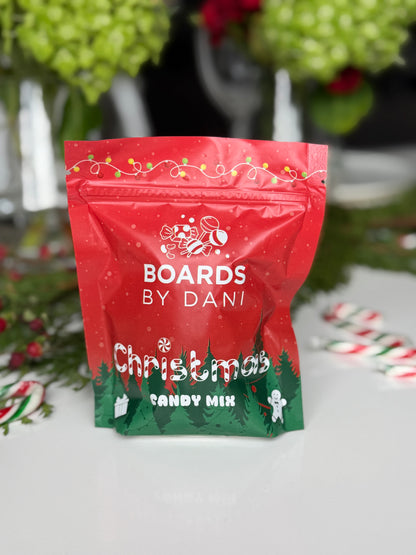 BOARDS
BY DANI
Christmas
CANDY MIX